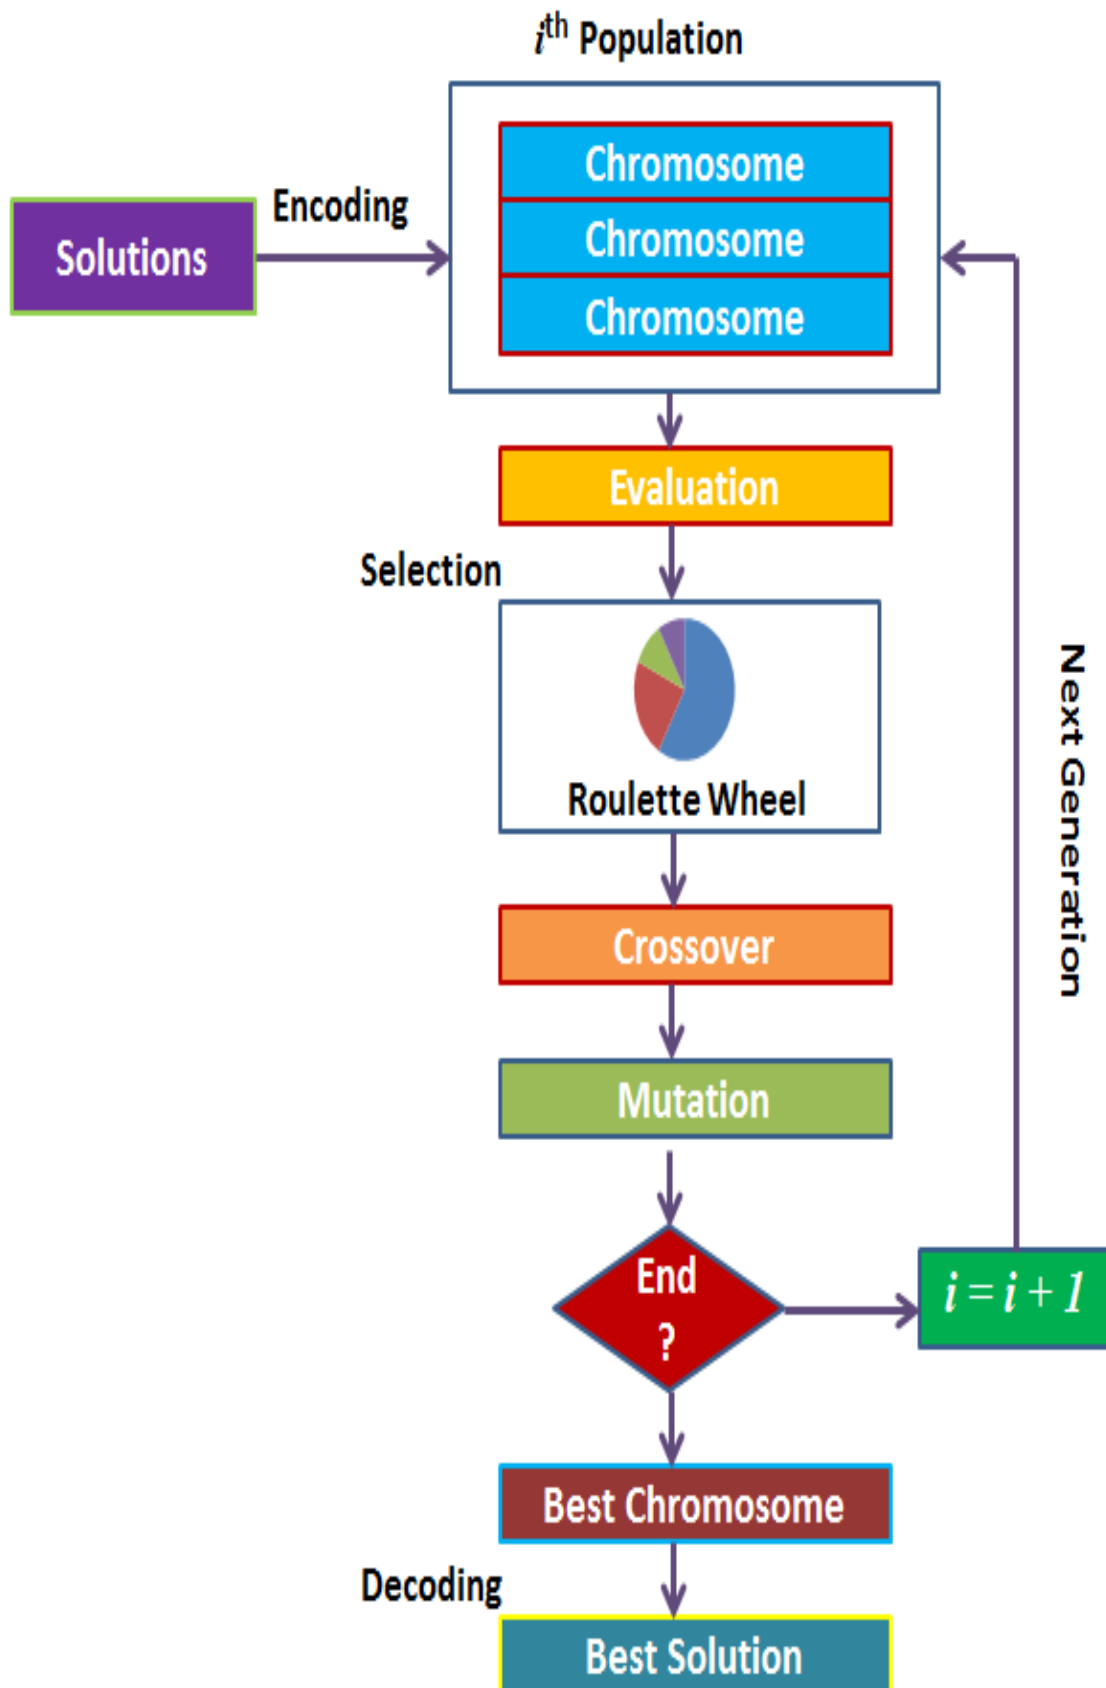 ith Population
Chromosome
Encoding
Chromosome
Solutions
Chromosome
Evaluation
Selection
Roulette Wheel
Next Generation
Crossover
Mutation
End
?
i = i + 1
Best Chromosome
Decoding
Best Solution